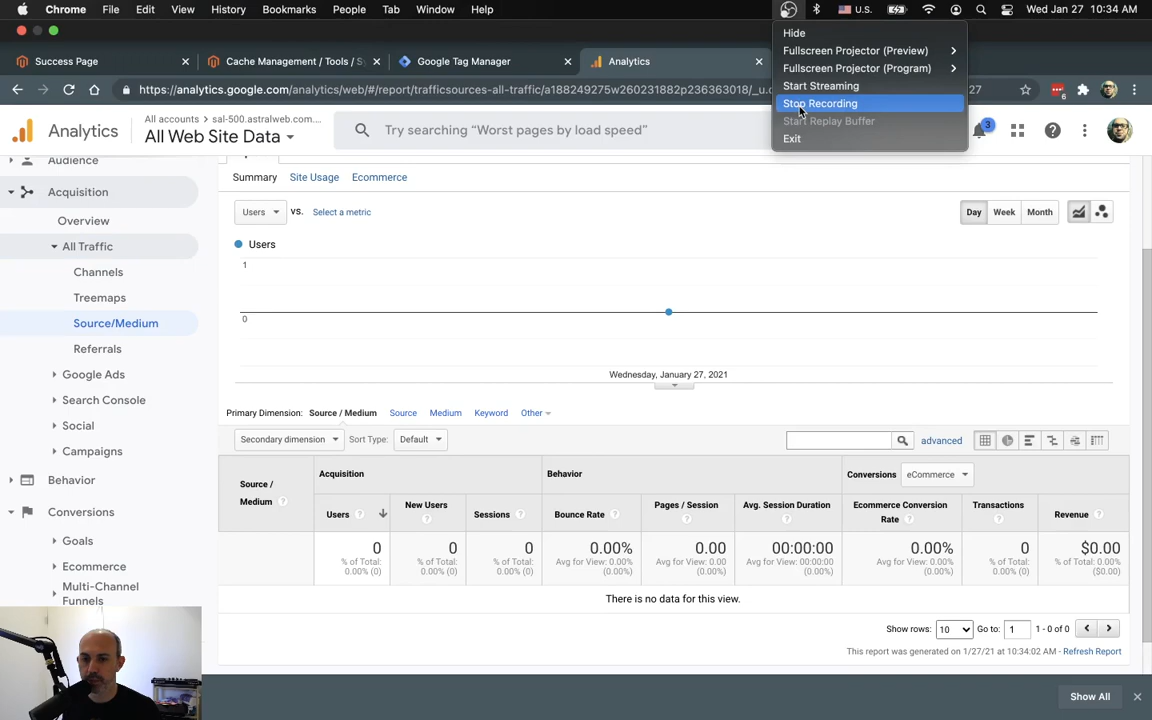 Chrome File Edit View History Bookmarks People Tab Window Help U.S. Wed Jan 27 10:34 AM
Hide
Fullscreen Projector (Preview)
Fullscreen Projector (Program)
Start Streaming
Stop Recording
Start Replay Buffer
Exit
Success Page
Cache Management / Tools / Sy
Google Tag Manager
Analytics
https://analytics.google.com/analytics/web/#/report/trafficsources-all-traffic/a188249275w260231882p236363018/_u.d
27
6
Analytics
All accounts > sal-500.astralweb.com...
All Web Site Data
Try searching "Worst pages by load speed"
3
Audience
Acquisition
Overview
All Traffic
Channels
Treemaps
Source/Medium
Referrals
Google Ads
Search Console
Social
Campaigns
Behavior
Conversions
Goals
Ecommerce
Multi-Channel
Funnels
Summary Site Usage Ecommerce
Users VS. Select a metric
Day Week Month
Users
1
0
Wednesday, January 27, 2021
Primary Dimension: Source / Medium Source Medium Keyword Other
Secondary dimension Sort Type: Default
advanced
Source /
Medium
Acquisition
Behavior
Conversions eCommerce
Users
New Users
Sessions
Bounce Rate
Pages / Session
Avg. Session Duration
Ecommerce Conversion
Rate
Transactions
Revenue
0
% of Total:
0.00% (0)
0
% of Total:
0.00% (0)
0
% of Total:
0.00% (0)
0.00%
Avg for View: 0.00%
(0.00%)
0.00
Avg for View: 0.00
(0.00%)
00:00:00
Avg for View: 00:00:00
(0.00%)
0.00%
Avg for View: 0.00%
(0.00%)
0
% of Total:
0.00% (0)
$0.00
% of Total: 0.00%
($0.00)
There is no data for this view.
Show rows: 10 Go to: 1 1 - 0 of 0
This report was generated on 1/27/21 at 10:34:02 AM - Refresh Report
Show All